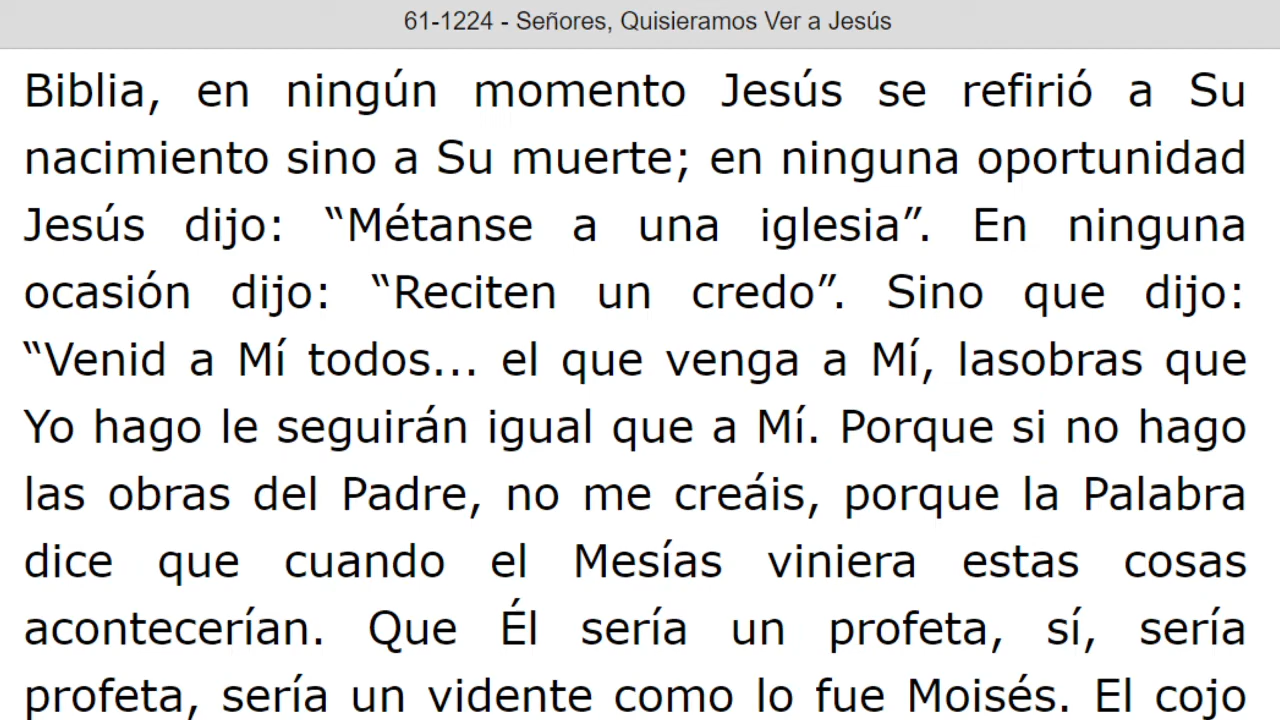 61-1224 - Señores, Quisieramos Ver a Jesús
Biblia, en ningún momento Jesús se refirió a Su
nacimiento sino a Su muerte; en ninguna oportunidad
Jesús dijo: “Métanse a una iglesia”. En ninguna
ocasión dijo: “Reciten un credo”. Sino que dijo:
“Venid a Mí todos... el que venga a Mí, lasobras que
Yo hago le seguirán igual que a Mí. Porque si no hago
las obras del Padre, no me creáis, porque la Palabra
dice que cuando el Mesías viniera estas cosas
acontecerían. Que Él sería un profeta, sí, sería
profeta, sería un vidente como lo fue Moisés. El cojo